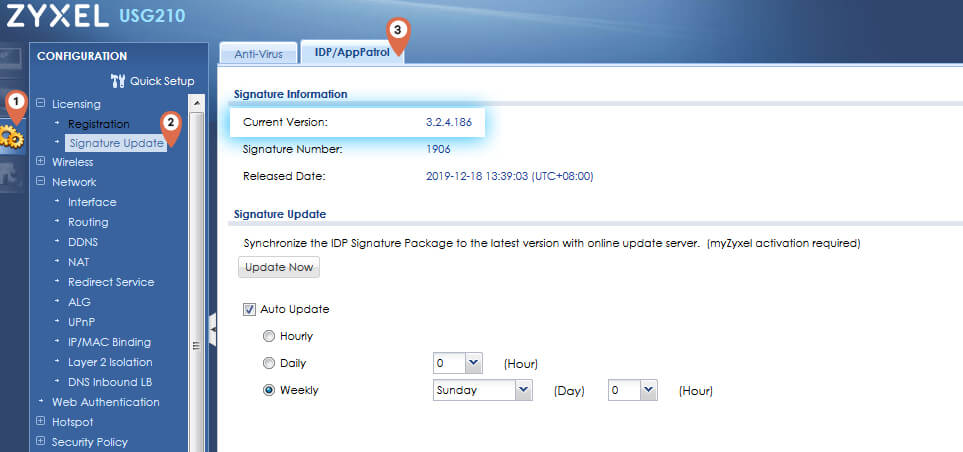 ZYXEL USG210
CONFIGURATION
Quick Setup
1
Licensing
Registration
2
Signature Update
Wireless
Network
Interface
Routing
DDNS
NAT
Redirect Service
ALG
UPnP
IP/MAC Binding
Layer 2 Isolation
DNS Inbound LB
Web Authentication
Hotspot
Security Policy
3
Anti-Virus IDP/AppPatrol
Signature Information
Current Version: 3.2.4.186
Signature Number: 1906
Released Date: 2019-12-18 13:39:03 (UTC+08:00)
Signature Update
Synchronize the IDP Signature Package to the latest version with online update server. (myZyxel activation required)
Update Now
Auto Update
Hourly
Daily 0 (Hour)
Weekly Sunday (Day) 0 (Hour)